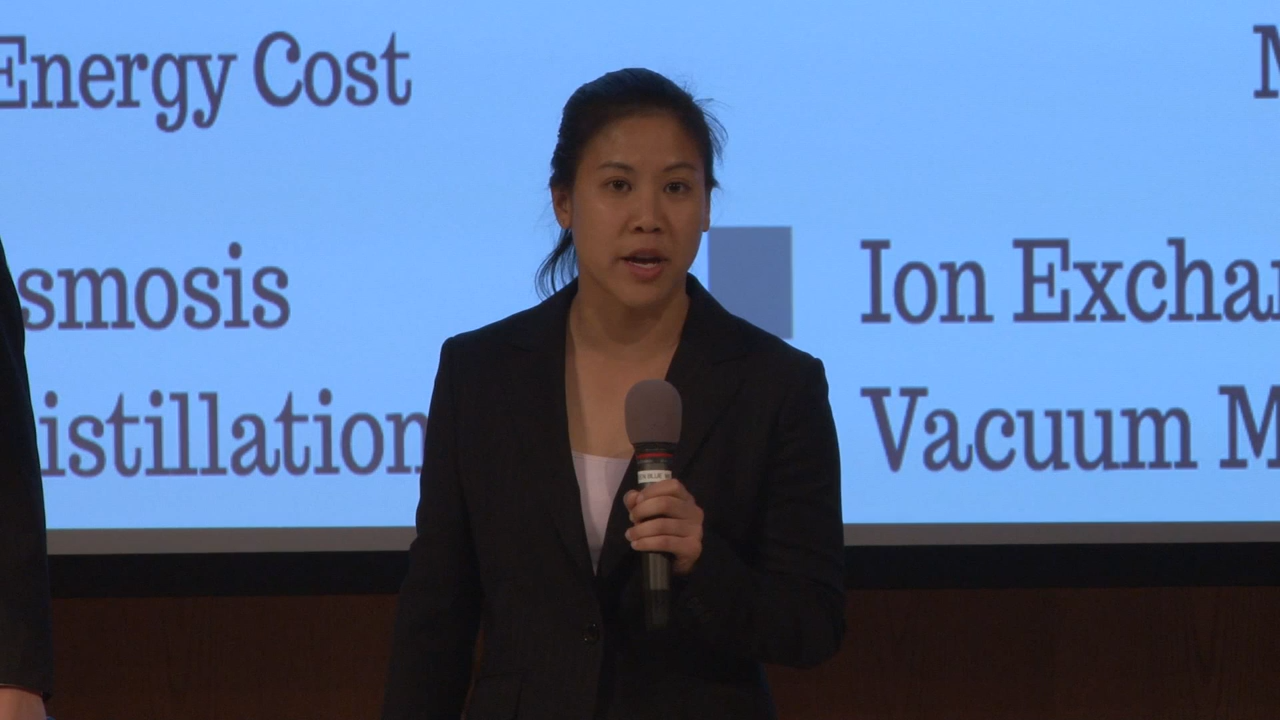 Energy Cost
M
smosis
Ion Exchan
istillation
Vacuum M